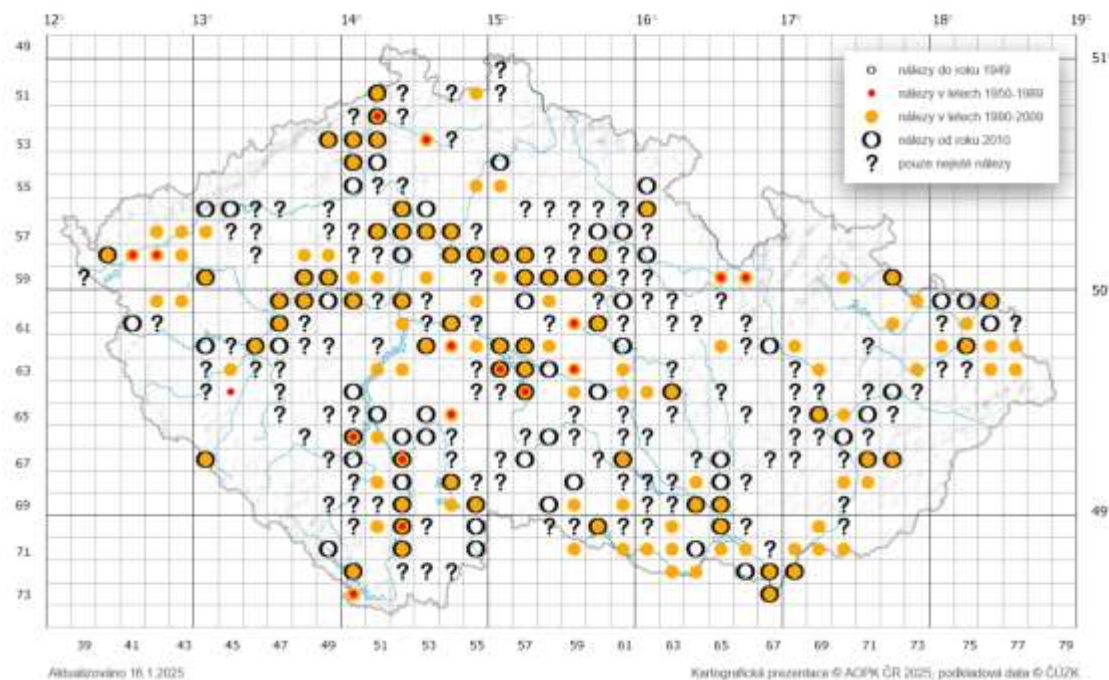 12° 13° 14° 15° 16° 17° 18° 19°
49
51°
nálezy do roku 1949
51
nálezy v letech 1950-1989
nálezy v letech 1990-2009
53
nálezy od roku 2010
? pouze nejisté nálezy
55
57
59
50°
61
63
65
67
69
49°
71
73
39 41 43 45 47 49 51 53 55 57 59 61 63 65 67 69 71 73 75 77 79
Aktualizováno 16.1.2025
Kartografická prezentace © AOPK ČR 2025, podkladová data © ČÚZK